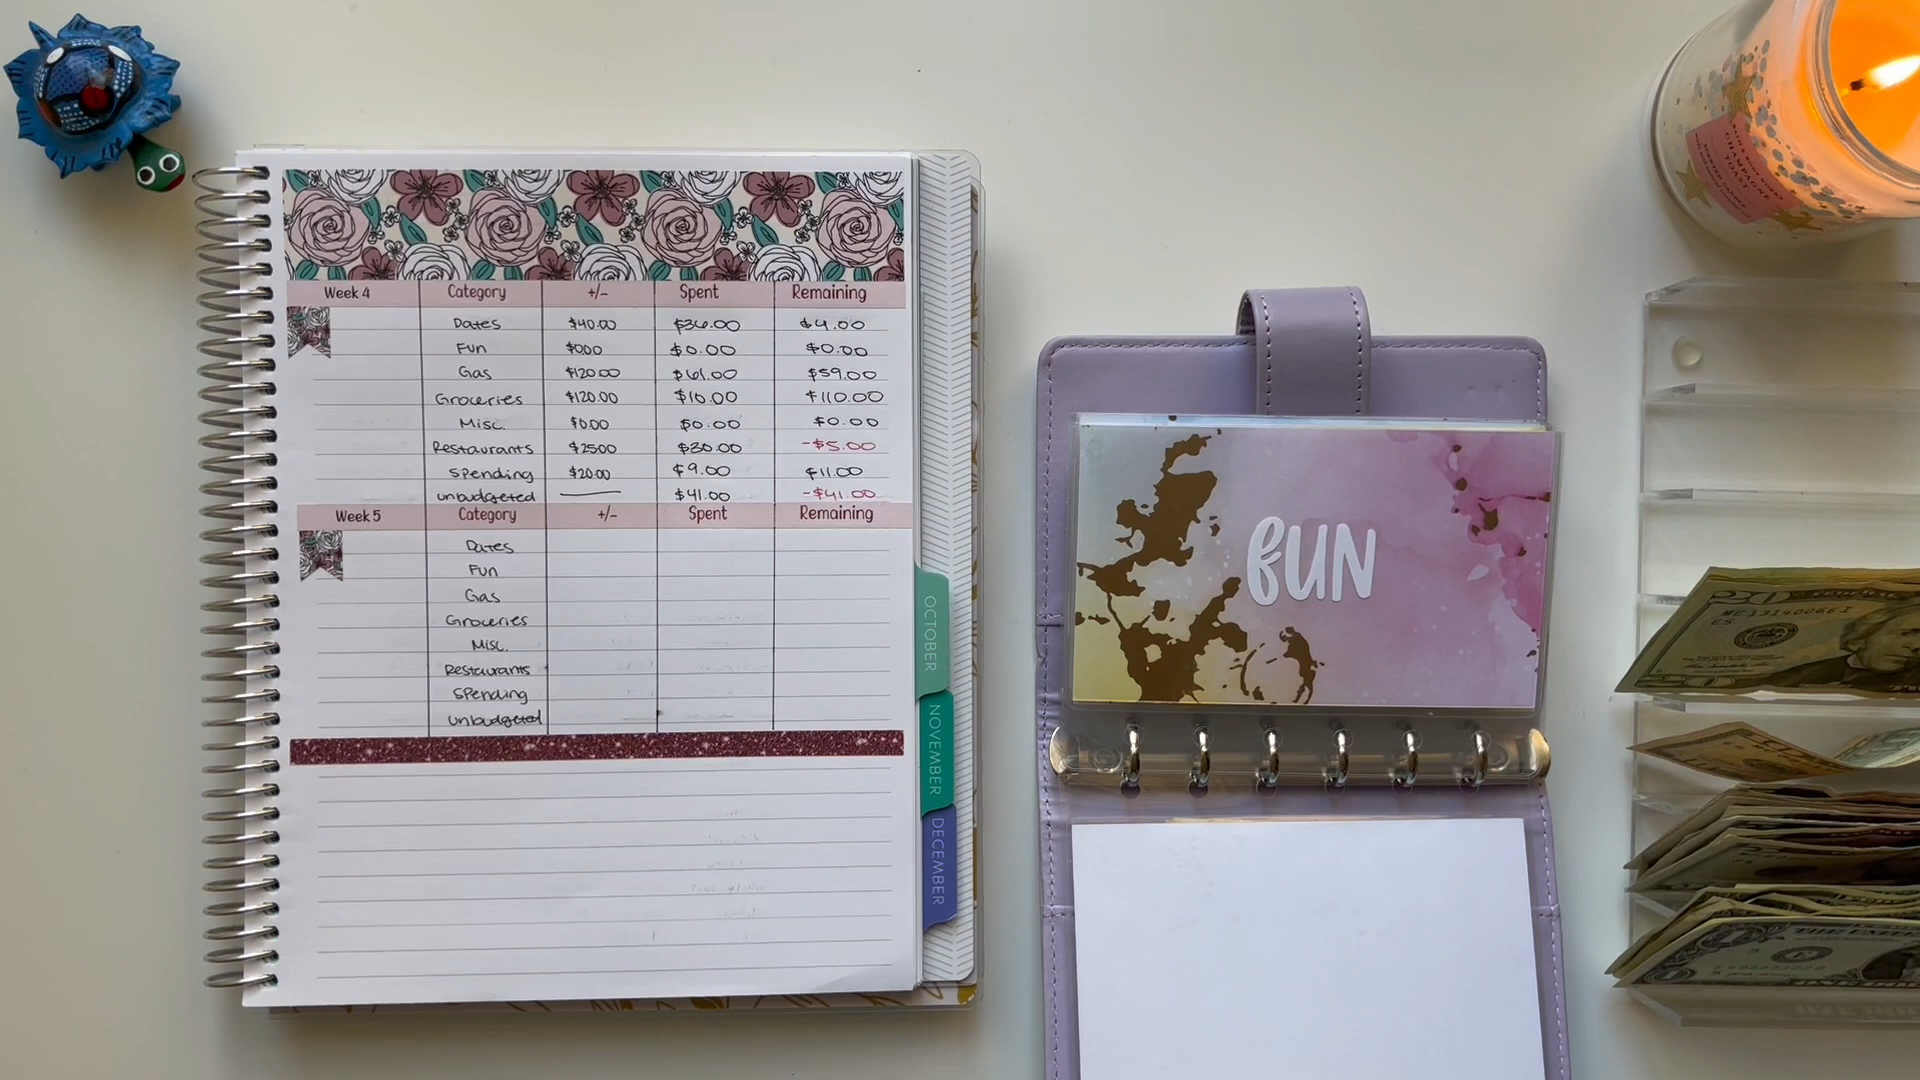 Week 4 Category +/- Spent Remaining
Dates $40.00 $36.00 $4.00
Fun $0.00 $0.00 $0.00
Gas $120.00 $61.00 $59.00
Groceries $120.00 $10.00 $110.00
Misc. $0.00 $0.00 $0.00
Restaurants $25.00 $30.00 -$5.00
Spending $20.00 $9.00 $11.00
unbudgeted — $41.00 -$41.00
Week 5 Category +/- Spent Remaining
Dates
Fun
Gas
Groceries
Misc.
Restaurants
Spending
unbudgeted
OCTOBER
NOVEMBER
DECEMBER
FUN
CHAMPAGNE
TOAST
20